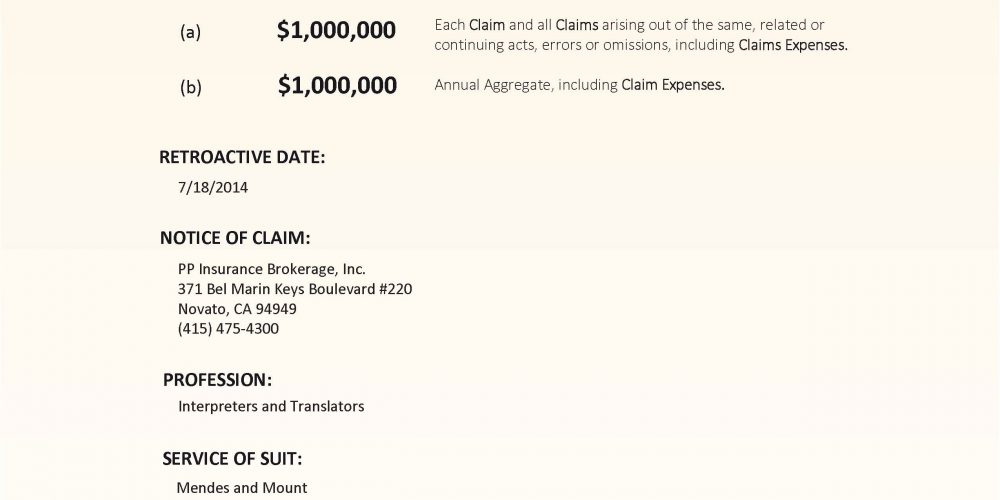 (a) $1,000,000 Each Claim and all Claims arising out of the same, related or
continuing acts, errors or omissions, including Claims Expenses.
(b) $1,000,000 Annual Aggregate, including Claim Expenses.
RETROACTIVE DATE:
7/18/2014
NOTICE OF CLAIM:
PP Insurance Brokerage, Inc.
371 Bel Marin Keys Boulevard #220
Novato, CA 94949
(415) 475-4300
PROFESSION:
Interpreters and Translators
SERVICE OF SUIT:
Mendes and Mount